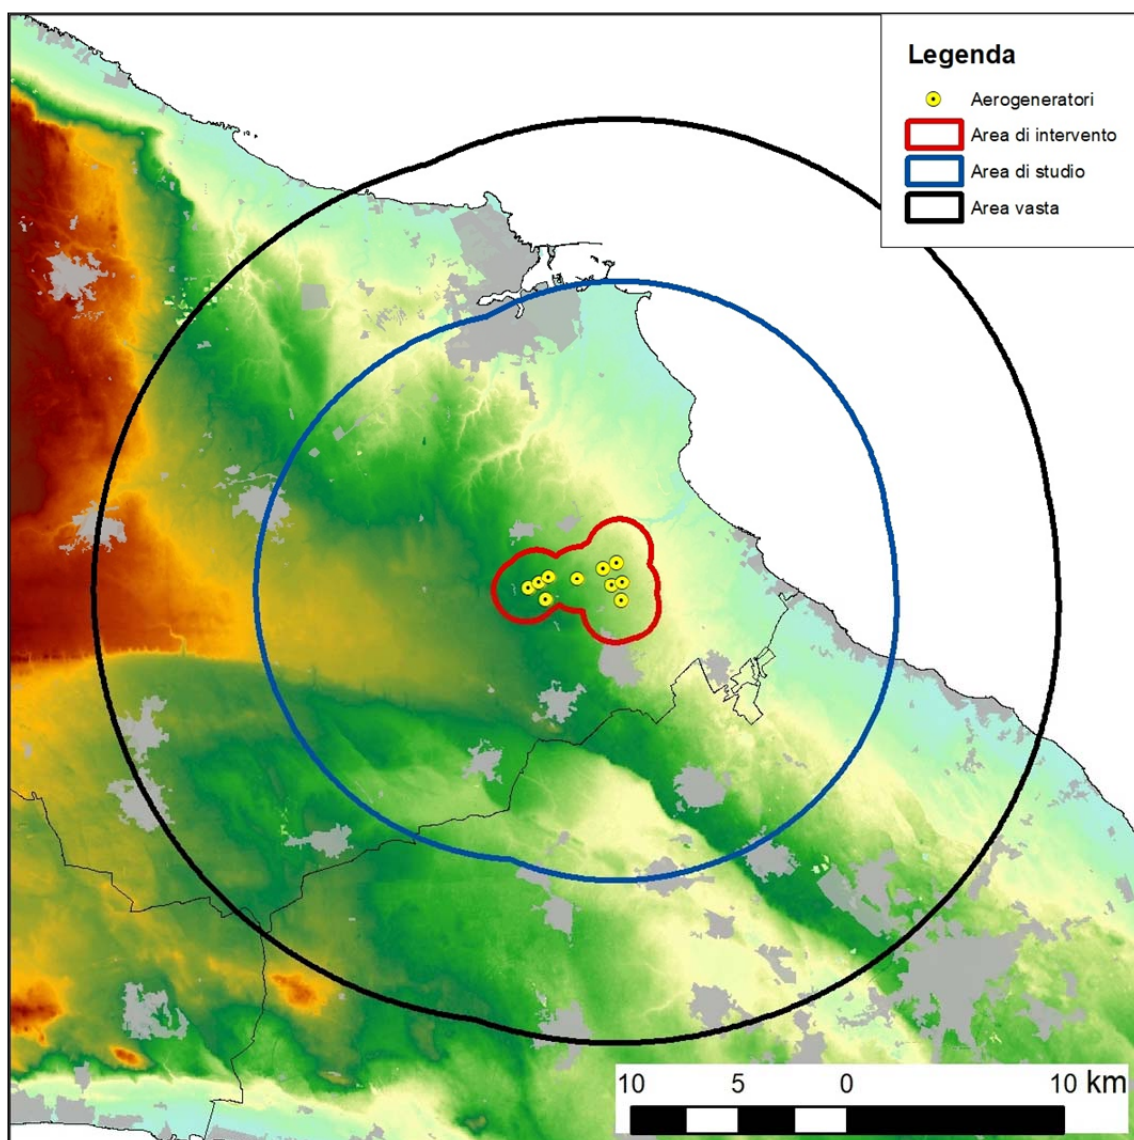 Legenda
Aerogeneratori
Area di intervento
Area di studio
Area vasta
10 5 0 10 km